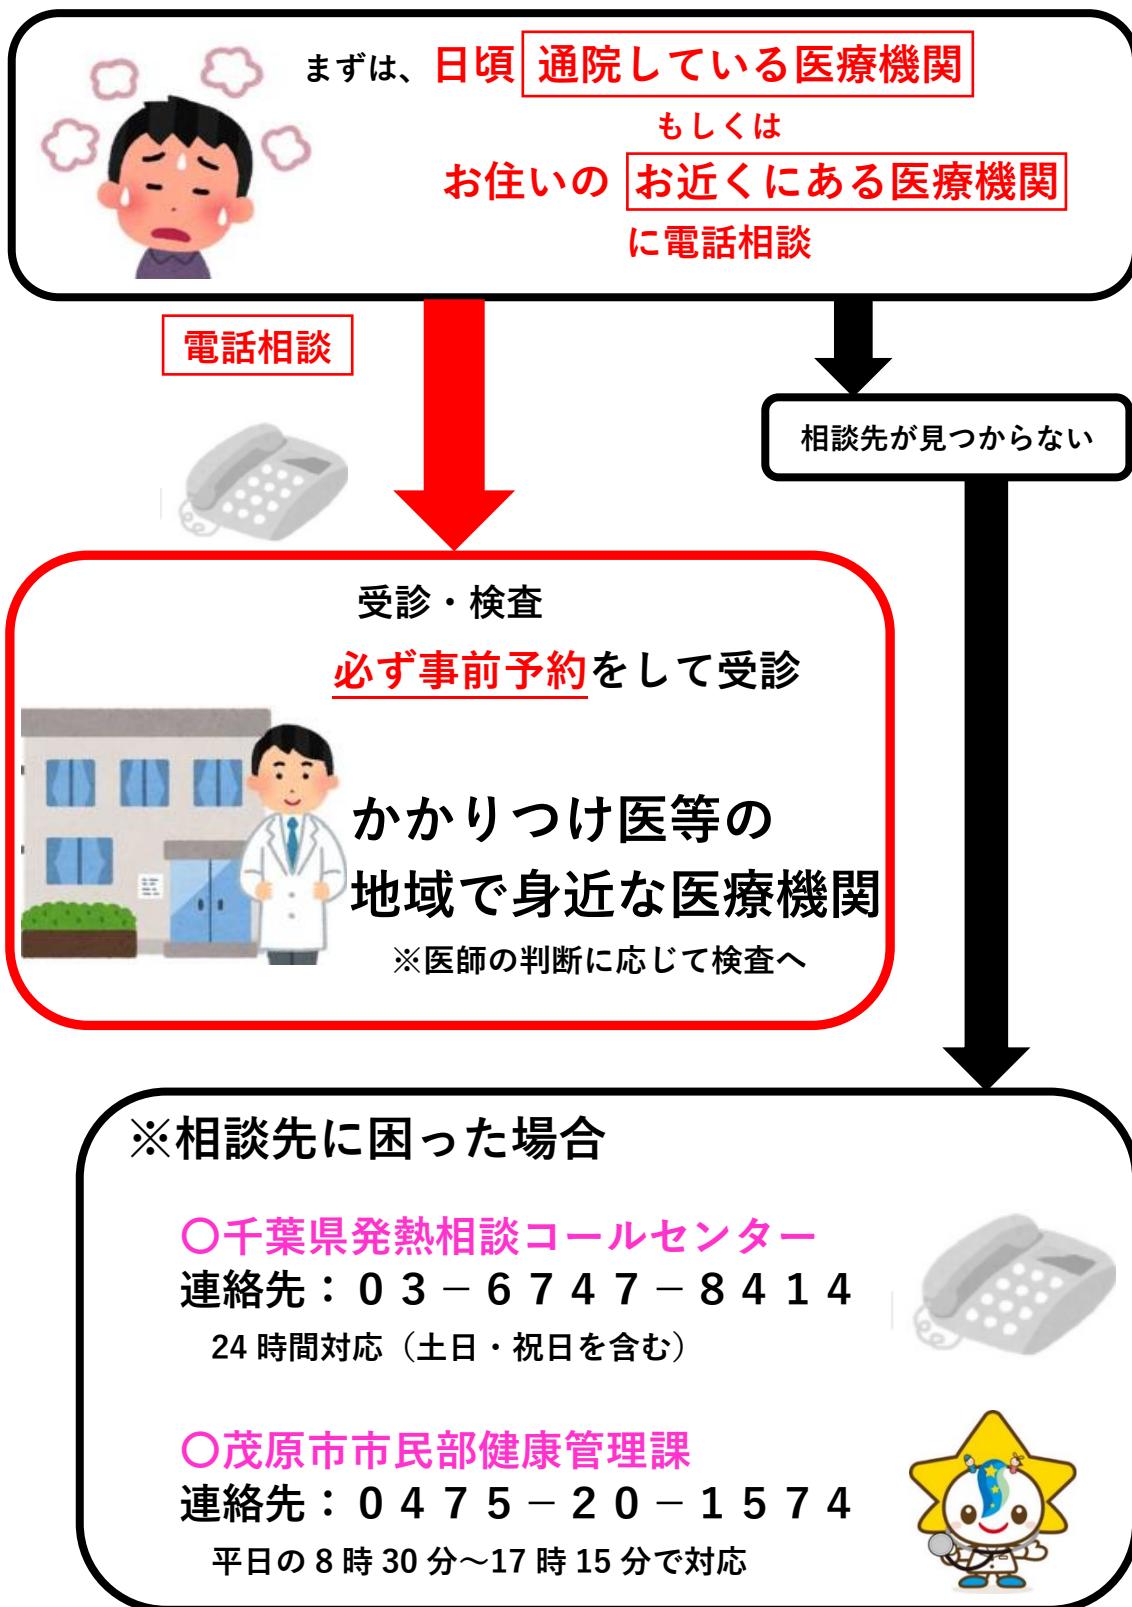 まずは、日頃通院している医療機関
もしくは
お住いのお近くにある医療機関
に電話相談
電話相談
相談先が見つからない
受診・検査
必ず事前予約をして受診
かかりつけ医等の
地域で身近な医療機関
※医師の判断に応じて検査へ
※相談先に困った場合
〇千葉県発熱相談コールセンター
連絡先：０３－６７４７－８４１４
24時間対応（土日・祝日を含む）
〇茂原市市民部健康管理課
連絡先：０４７５－２０－１５７４
平日の8時30分～17時15分で対応